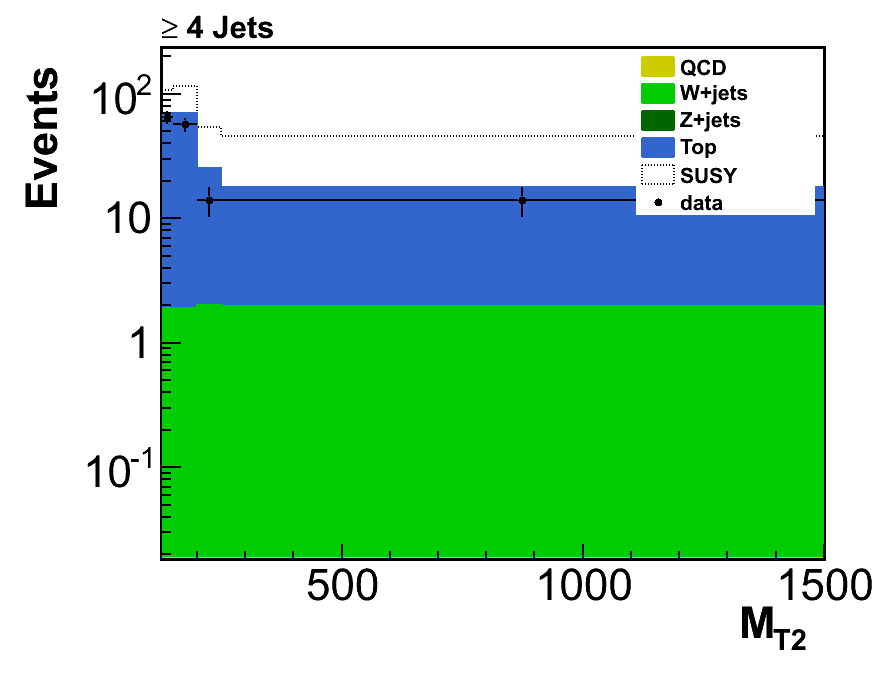 ≥ 4 Jets
Events
10²
10
1
10⁻¹
QCD
W+jets
Z+jets
Top
SUSY
data
500
1000
1500
M_T2